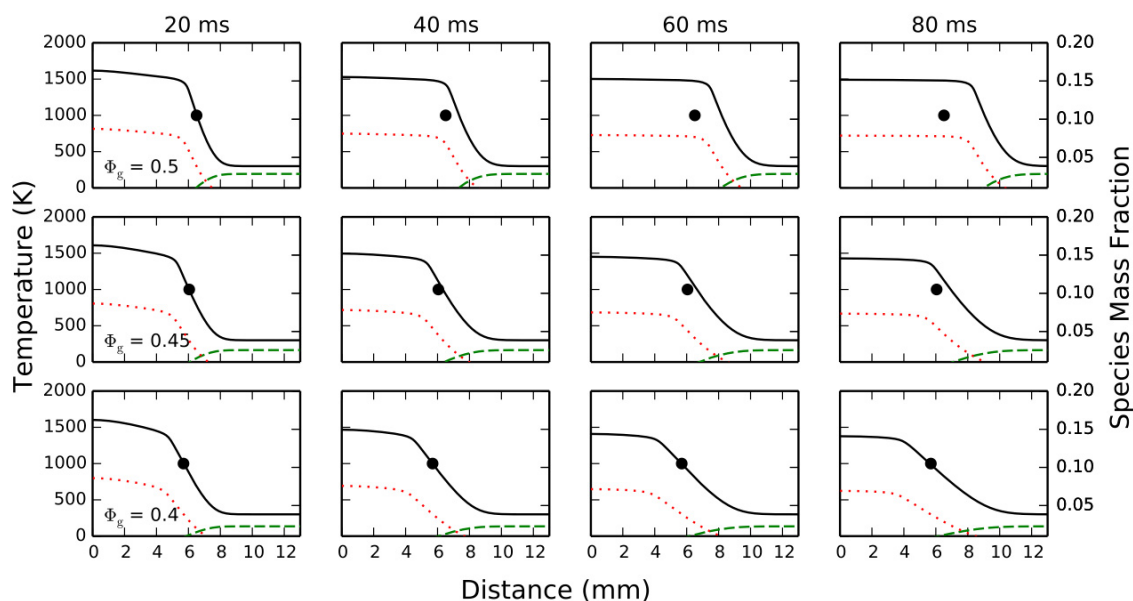 20 ms 40 ms 60 ms 80 ms
2000 0.20
1500 0.15
1000 0.10
500 0.05
Φg = 0.5
0
2000 0.20
1500 0.15
1000 0.10
500 0.05
Φg = 0.45
0
2000 0.20
1500 0.15
1000 0.10
500 0.05
Φg = 0.4
0
0 2 4 6 8 10 12 0 2 4 6 8 10 12 0 2 4 6 8 10 12 0 2 4 6 8 10 12
Temperature (K)
Species Mass Fraction
Distance (mm)